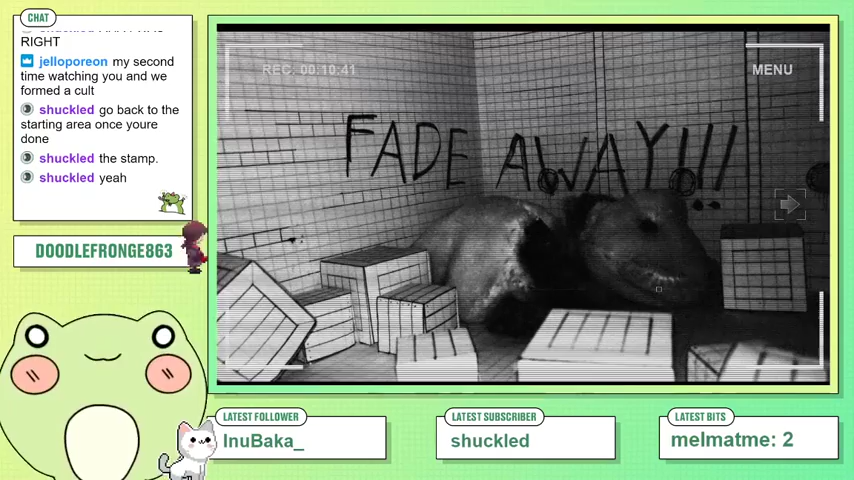 CHAT
RIGHT
jelloporeon my second
time watching you and we
formed a cult
shuckled go back to the
starting area once youre
done
shuckled the stamp.
shuckled yeah
DOODLEFRONGE863
REC: 00:10:41
MENU
FADE AWAY!!!
LATEST FOLLOWER
InuBaka_
LATEST SUBSCRIBER
shuckled
LATEST BITS
melmatme: 2